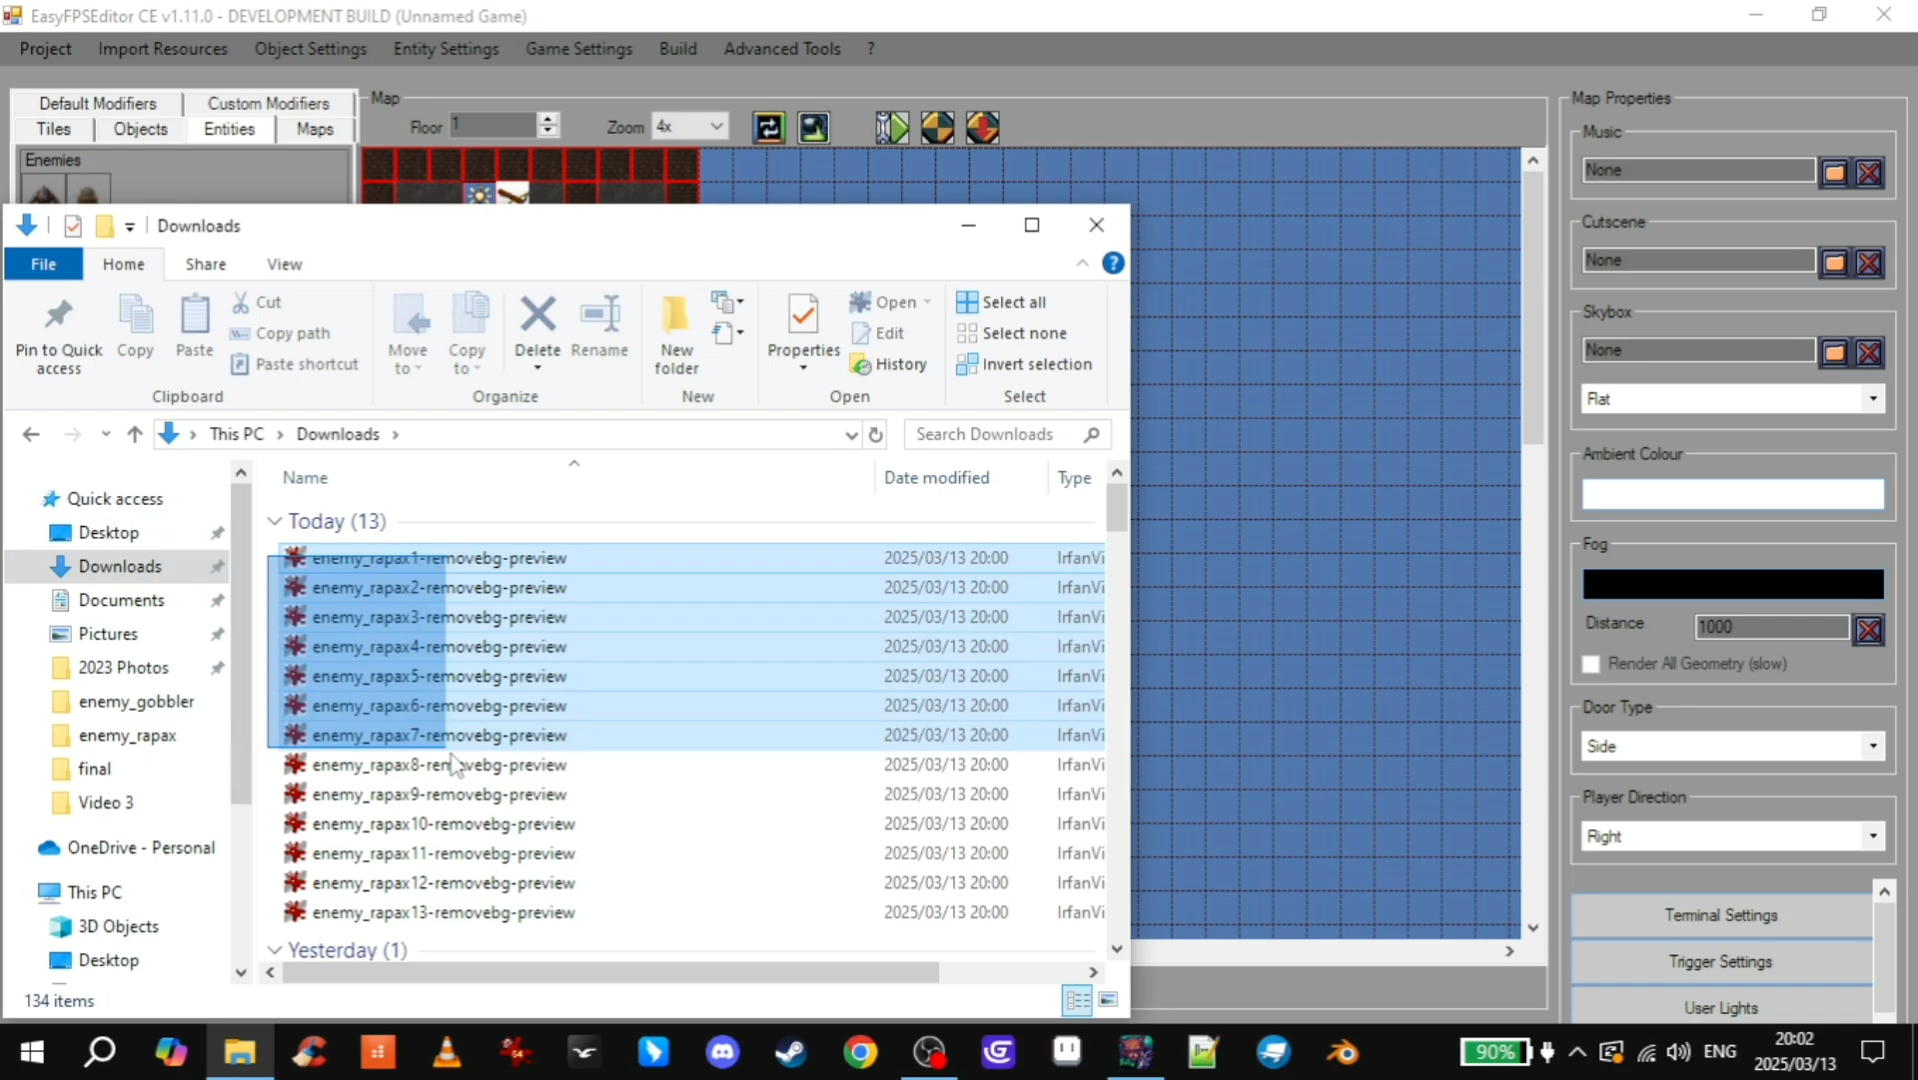 EasyFPSEditor CE v1.11.0 - DEVELOPMENT BUILD (Unnamed Game)
Project Import Resources Object Settings Entity Settings Game Settings Build Advanced Tools ?
Default Modifiers Custom Modifiers
Tiles Objects Entities Maps
Enemies
Map
Floor 1 Zoom 4x
Map Properties
Music
None
Cutscene
None
Skybox
None
Flat
Ambient Colour
Fog
Distance 1000
Render All Geometry (slow)
Door Type
Side
Player Direction
Right
Terminal Settings
Trigger Settings
User Lights
Downloads
File Home Share View
Pin to Quick access
Copy
Paste
Cut
Copy path
Paste shortcut
Clipboard
Move to
Copy to
Delete
Rename
Organize
New folder
New
Properties
Open
Edit
History
Open
Select all
Select none
Invert selection
Select
This PC > Downloads >
Search Downloads
Quick access
Desktop
Downloads
Documents
Pictures
2023 Photos
enemy_gobbler
enemy_rapax
final
Video 3
OneDrive - Personal
This PC
3D Objects
Desktop
Name Date modified Type
Today (13)
enemy_rapax1-removebg-preview 2025/03/13 20:00 IrfanVi
enemy_rapax2-removebg-preview 2025/03/13 20:00 IrfanVi
enemy_rapax3-removebg-preview 2025/03/13 20:00 IrfanVi
enemy_rapax4-removebg-preview 2025/03/13 20:00 IrfanVi
enemy_rapax5-removebg-preview 2025/03/13 20:00 IrfanVi
enemy_rapax6-removebg-preview 2025/03/13 20:00 IrfanVi
enemy_rapax7-removebg-preview 2025/03/13 20:00 IrfanVi
enemy_rapax8-removebg-preview 2025/03/13 20:00 IrfanVi
enemy_rapax9-removebg-preview 2025/03/13 20:00 IrfanVi
enemy_rapax10-removebg-preview 2025/03/13 20:00 IrfanVi
enemy_rapax11-removebg-preview 2025/03/13 20:00 IrfanVi
enemy_rapax12-removebg-preview 2025/03/13 20:00 IrfanVi
enemy_rapax13-removebg-preview 2025/03/13 20:00 IrfanVi
Yesterday (1)
134 items
90%
ENG
20:02
2025/03/13